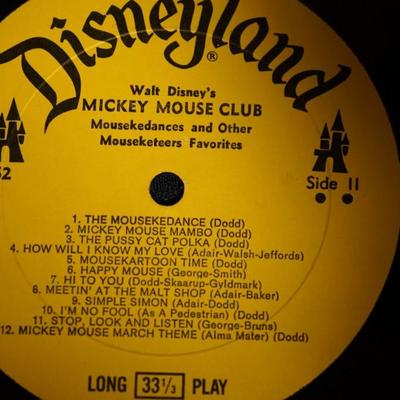 Disneyland®
Walt Disney's
MICKEY MOUSE CLUB
Mousekedances and Other
Mouseketeers Favorites
52
Side II
1. THE MOUSEKEDANCE (Dodd)
2. MICKEY MOUSE MAMBO (Dodd)
3. THE PUSSY CAT POLKA (Dodd)
4. HOW WILL I KNOW MY LOVE (Adair-Walsh-Jeffords)
5. MOUSEKARTOON TIME (Dodd)
6. HAPPY MOUSE (George-Smith)
7. HI TO YOU (Dodd-Skaarup-Gyldmark)
8. MEETIN' AT THE MALT SHOP (Adair-Baker)
9. SIMPLE SIMON (Adair-Dodd)
10. I'M NO FOOL (As A Pedestrian) (Dodd)
11. STOP, LOOK AND LISTEN (George-Bruns)
12. MICKEY MOUSE MARCH THEME (Alma Mater) (Dodd)
LONG 33⅓ PLAY